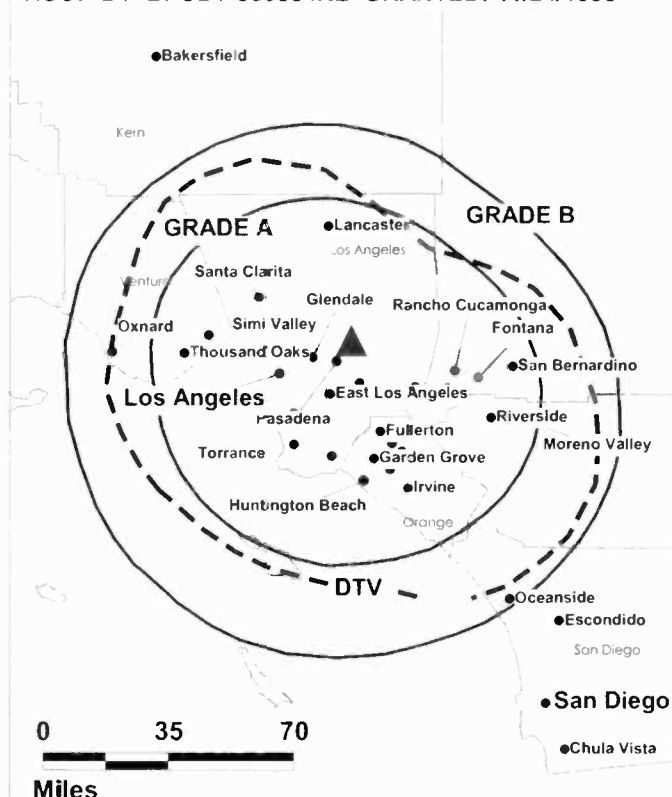 Bakersfield
Kern
GRADE B
GRADE A
Lancaster
Los Angeles
Santa Clarita
Ventura
Glendale
Rancho Cucamonga
Oxnard
Simi Valley
Fontana
Thousand Oaks
San Bernardino
Los Angeles
East Los Angeles
Pasadena
Fullerton
Riverside
Moreno Valley
Torrance
Garden Grove
Irvine
Huntington Beach
Orange
DTV
Oceanside
Escondido
San Diego
San Diego
0 35 70
Chula Vista
Miles